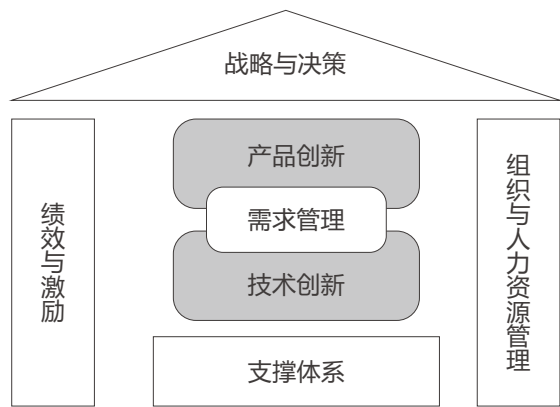 战略与决策
绩效与激励
产品创新
需求管理
技术创新
支撑体系
组织与人力资源管理